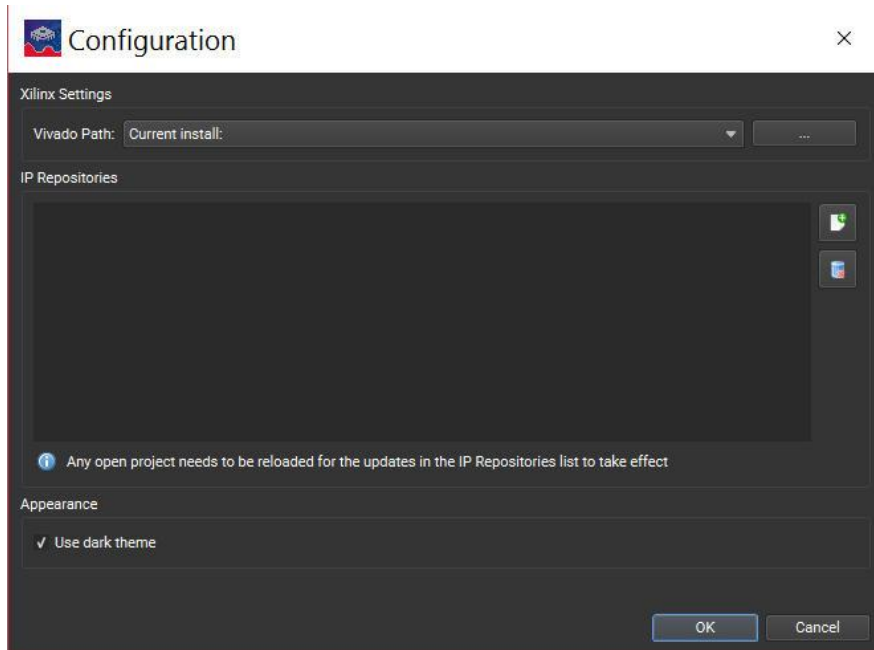 Configuration
Xilinx Settings
Vivado Path: Current install: ...
IP Repositories
Any open project needs to be reloaded for the updates in the IP Repositories list to take effect
Appearance
Use dark theme
OK Cancel